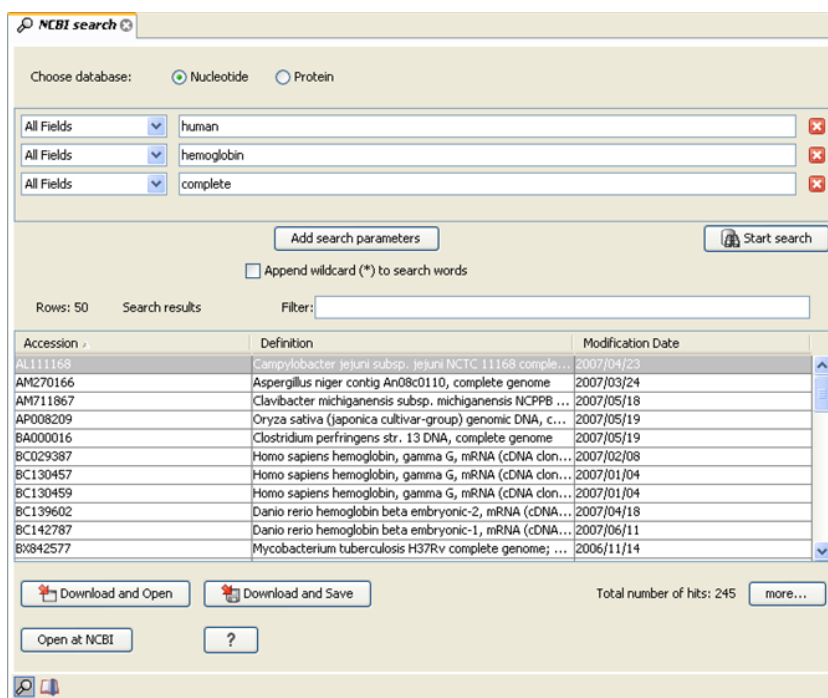 NCBI search
Choose database: Nucleotide Protein
All Fields human
All Fields hemoglobin
All Fields complete
Add search parameters Start search
Append wildcard (*) to search words
Rows: 50 Search results Filter:
Accession Definition Modification Date
AL111168 Campylobacter jejuni subsp. jejuni NCTC 11168 comple... 2007/04/23
AM270166 Aspergillus niger contig An08c0110, complete genome 2007/03/24
AM711867 Clavibacter michiganensis subsp. michiganensis NCPPB ... 2007/05/18
AP008209 Oryza sativa (japonica cultivar-group) genomic DNA, c... 2007/05/19
BA000016 Clostridium perfringens str. 13 DNA, complete genome 2007/05/19
BC029387 Homo sapiens hemoglobin, gamma G, mRNA (cDNA clon... 2007/02/08
BC130457 Homo sapiens hemoglobin, gamma G, mRNA (cDNA clon... 2007/01/04
BC130459 Homo sapiens hemoglobin, gamma G, mRNA (cDNA clon... 2007/01/04
BC139602 Danio rerio hemoglobin beta embryonic-2, mRNA (cDNA... 2007/04/18
BC142787 Danio rerio hemoglobin beta embryonic-1, mRNA (cDNA... 2007/06/11
BX842577 Mycobacterium tuberculosis H37Rv complete genome; ... 2006/11/14
Download and Open Download and Save Total number of hits: 245 more...
Open at NCBI ?